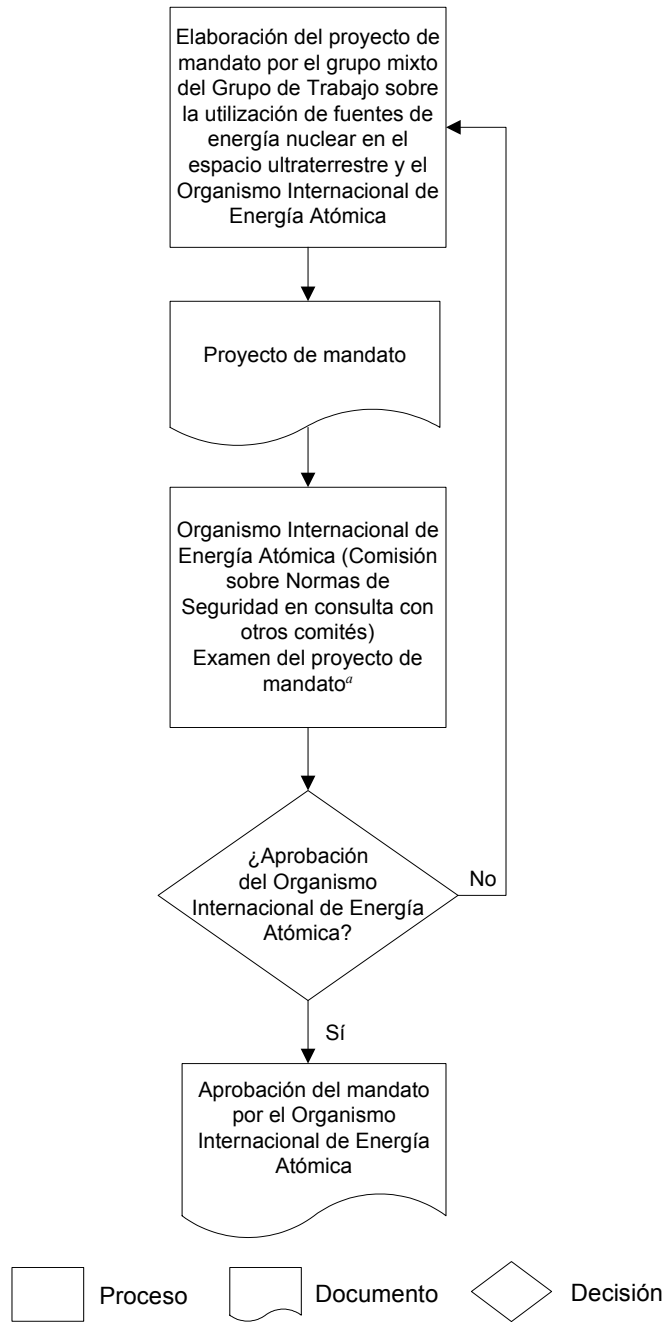 Elaboración del proyecto de
mandato por el grupo mixto
del Grupo de Trabajo sobre
la utilización de fuentes de
energía nuclear en el
espacio ultraterrestre y el
Organismo Internacional de
Energía Atómica
Proyecto de mandato
Organismo Internacional de
Energía Atómica (Comisión
sobre Normas de
Seguridad en consulta con
otros comités)
Examen del proyecto de
mandatoª
¿Aprobación
del Organismo
Internacional de Energía
Atómica?
No
Sí
Aprobación del mandato
por el Organismo
Internacional de Energía
Atómica
Proceso
Documento
Decisión